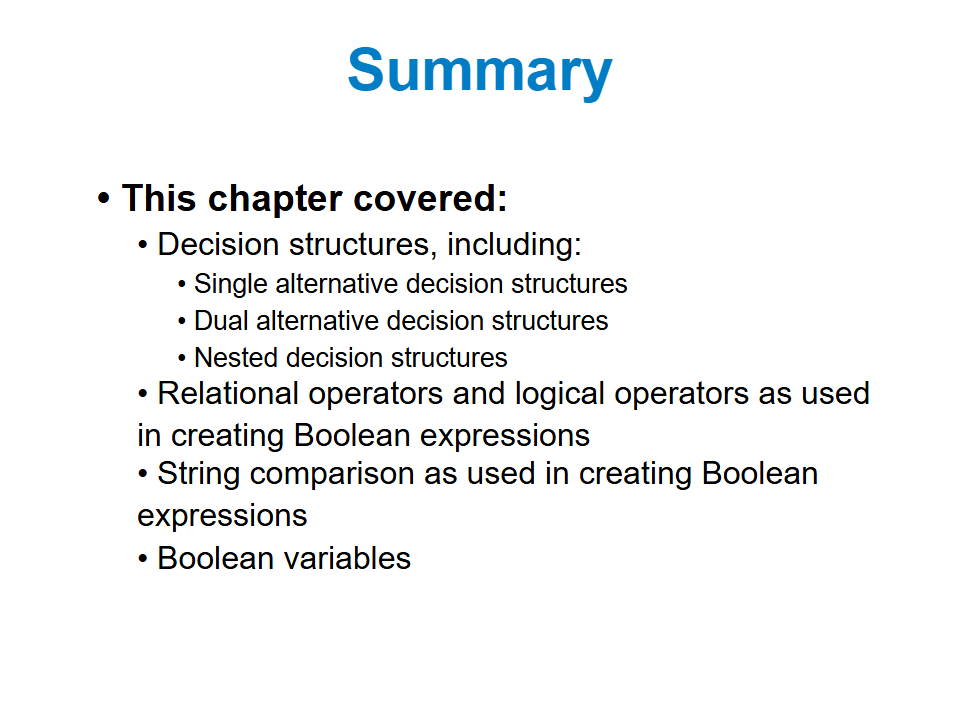 Summary
• This chapter covered:
• Decision structures, including:
• Single alternative decision structures
• Dual alternative decision structures
• Nested decision structures
• Relational operators and logical operators as used
in creating Boolean expressions
• String comparison as used in creating Boolean
expressions
• Boolean variables